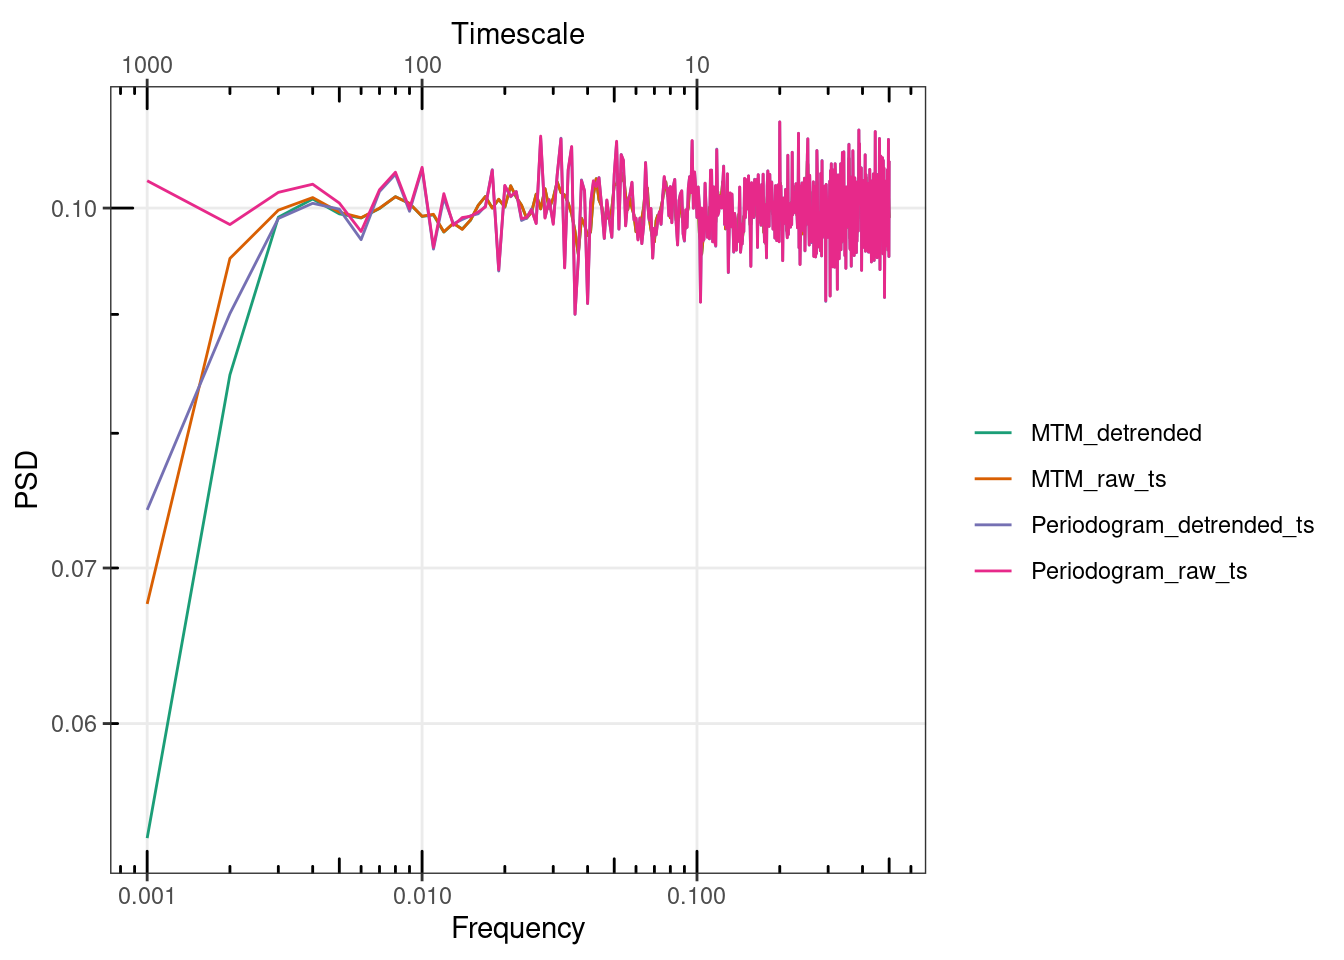 Timescale
1000 100 10
PSD
0.10
0.07
0.06
0.001 0.010 0.100
Frequency
MTM_detrended
MTM_raw_ts
Periodogram_detrended_ts
Periodogram_raw_ts